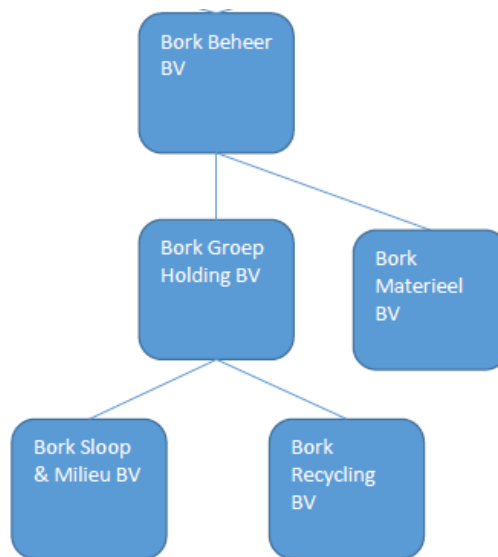 Bork Beheer
BV
Bork Groep
Holding BV
Bork
Materieel
BV
Bork Sloop
& Milieu BV
Bork
Recycling
BV